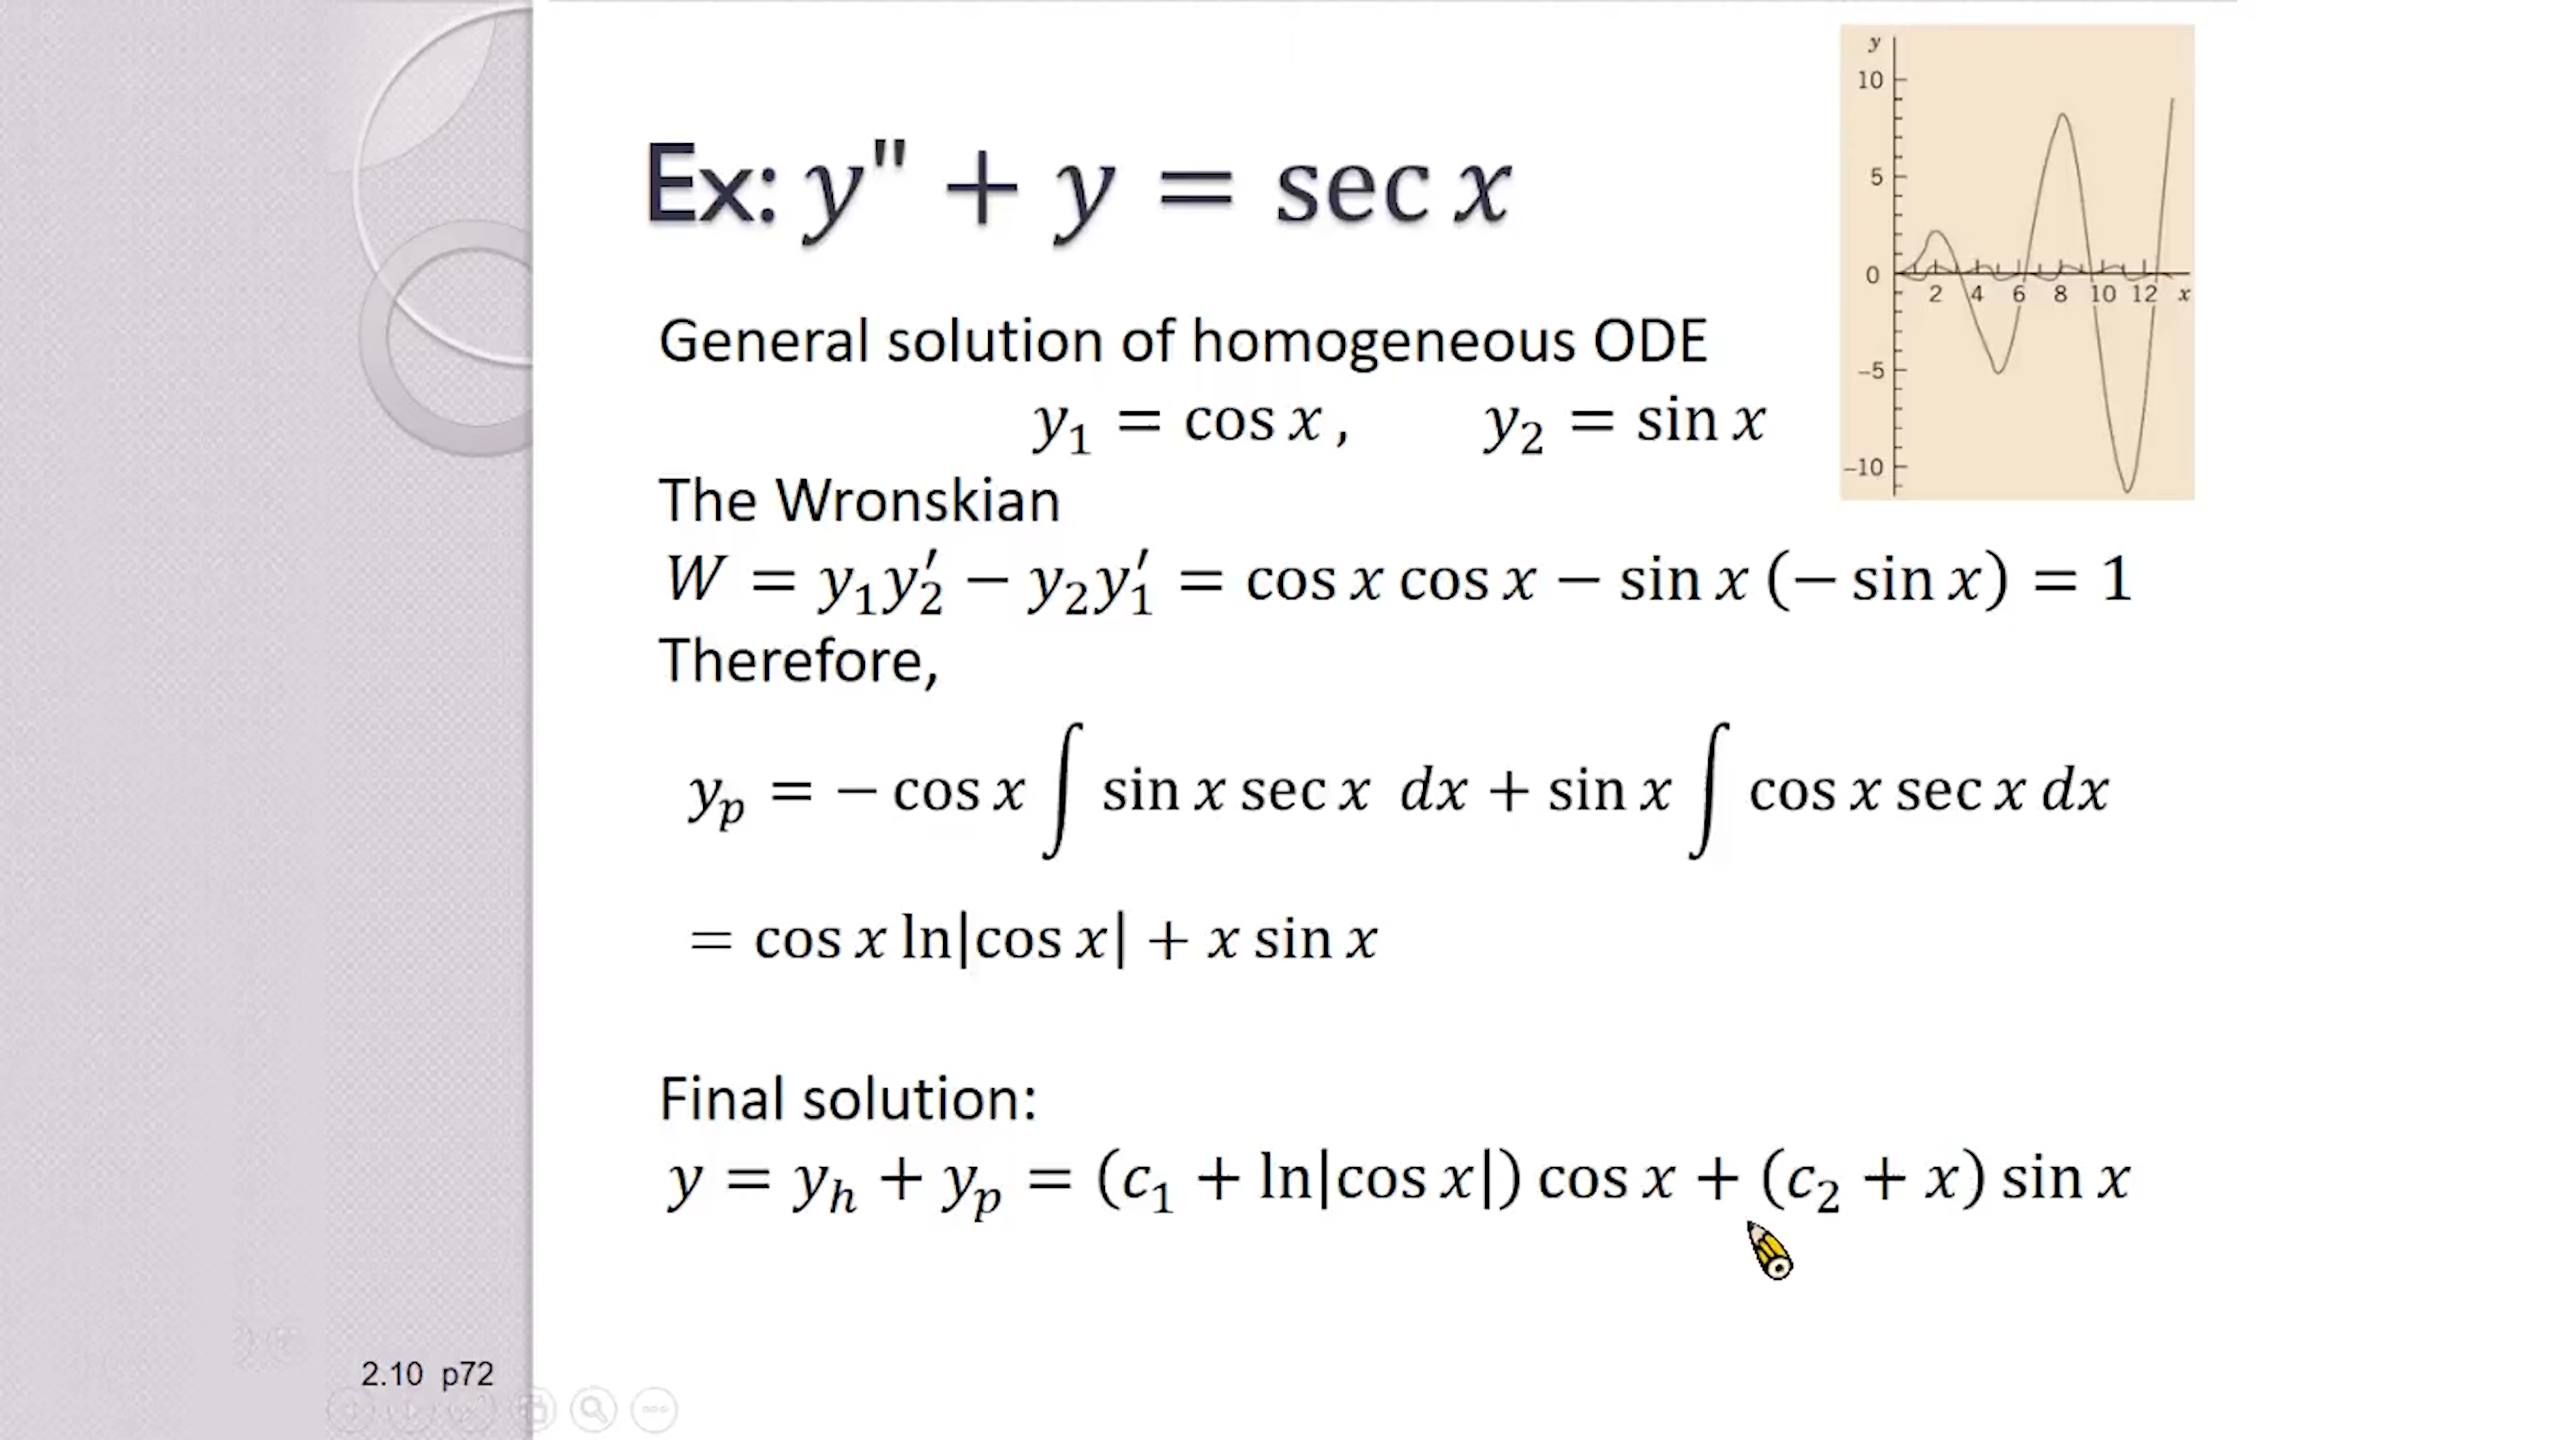 Ex: y" + y = sec x
General solution of homogeneous ODE
y₁ = cos x , y₂ = sin x
The Wronskian
W = y₁y₂′ − y₂y₁′ = cos x cos x − sin x (− sin x) = 1
Therefore,
yₚ = − cos x ∫ sin x sec x dx + sin x ∫ cos x sec x dx
= cos x ln|cos x| + x sin x
Final solution:
y = yₕ + yₚ = (c₁ + ln|cos x|) cos x + (c₂ + x) sin x
y
10
5
0
−5
−10
2 4 6 8 10 12 x
2.10 p72